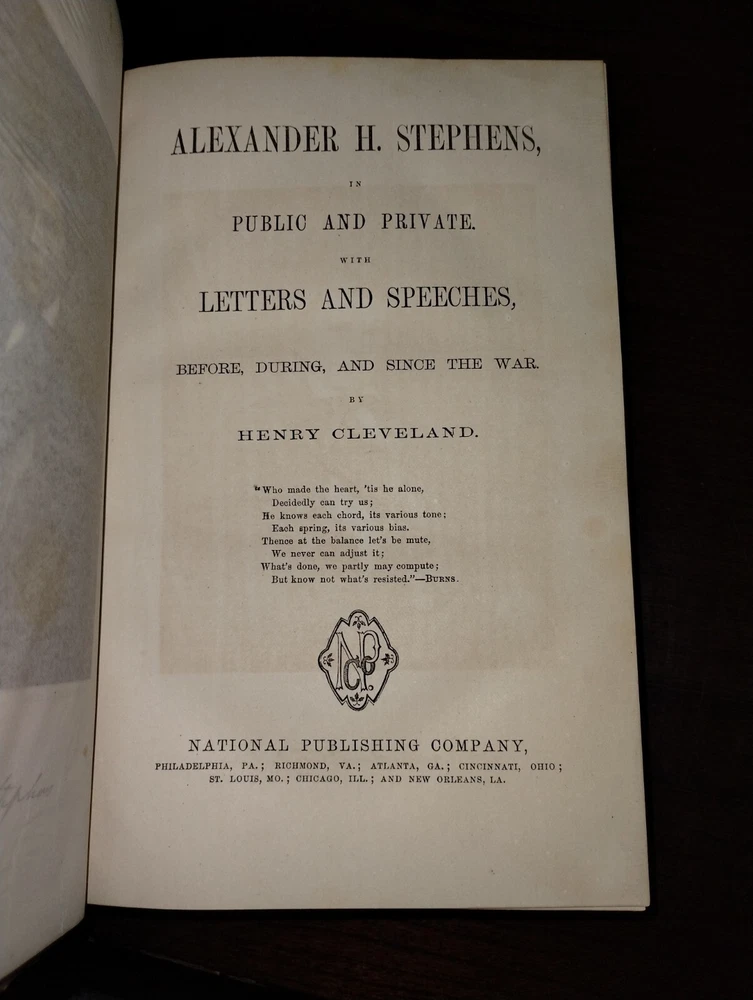 ALEXANDER H. STEPHENS,
IN
PUBLIC AND PRIVATE.
WITH
LETTERS AND SPEECHES,
BEFORE, DURING, AND SINCE THE WAR.
BY
HENRY CLEVELAND.
"Who made the heart, 'tis he alone,
Decidedly can try us;
He knows each chord, its various tone;
Each spring, its various bias.
Thence at the balance let's be mute,
We never can adjust it;
What's done, we partly may compute;
But know not what's resisted."—BURNS.
NPC.
NATIONAL PUBLISHING COMPANY,
PHILADELPHIA, PA.; RICHMOND, VA.; ATLANTA, GA.; CINCINNATI, OHIO;
ST. LOUIS, MO.; CHICAGO, ILL.; AND NEW ORLEANS, LA.